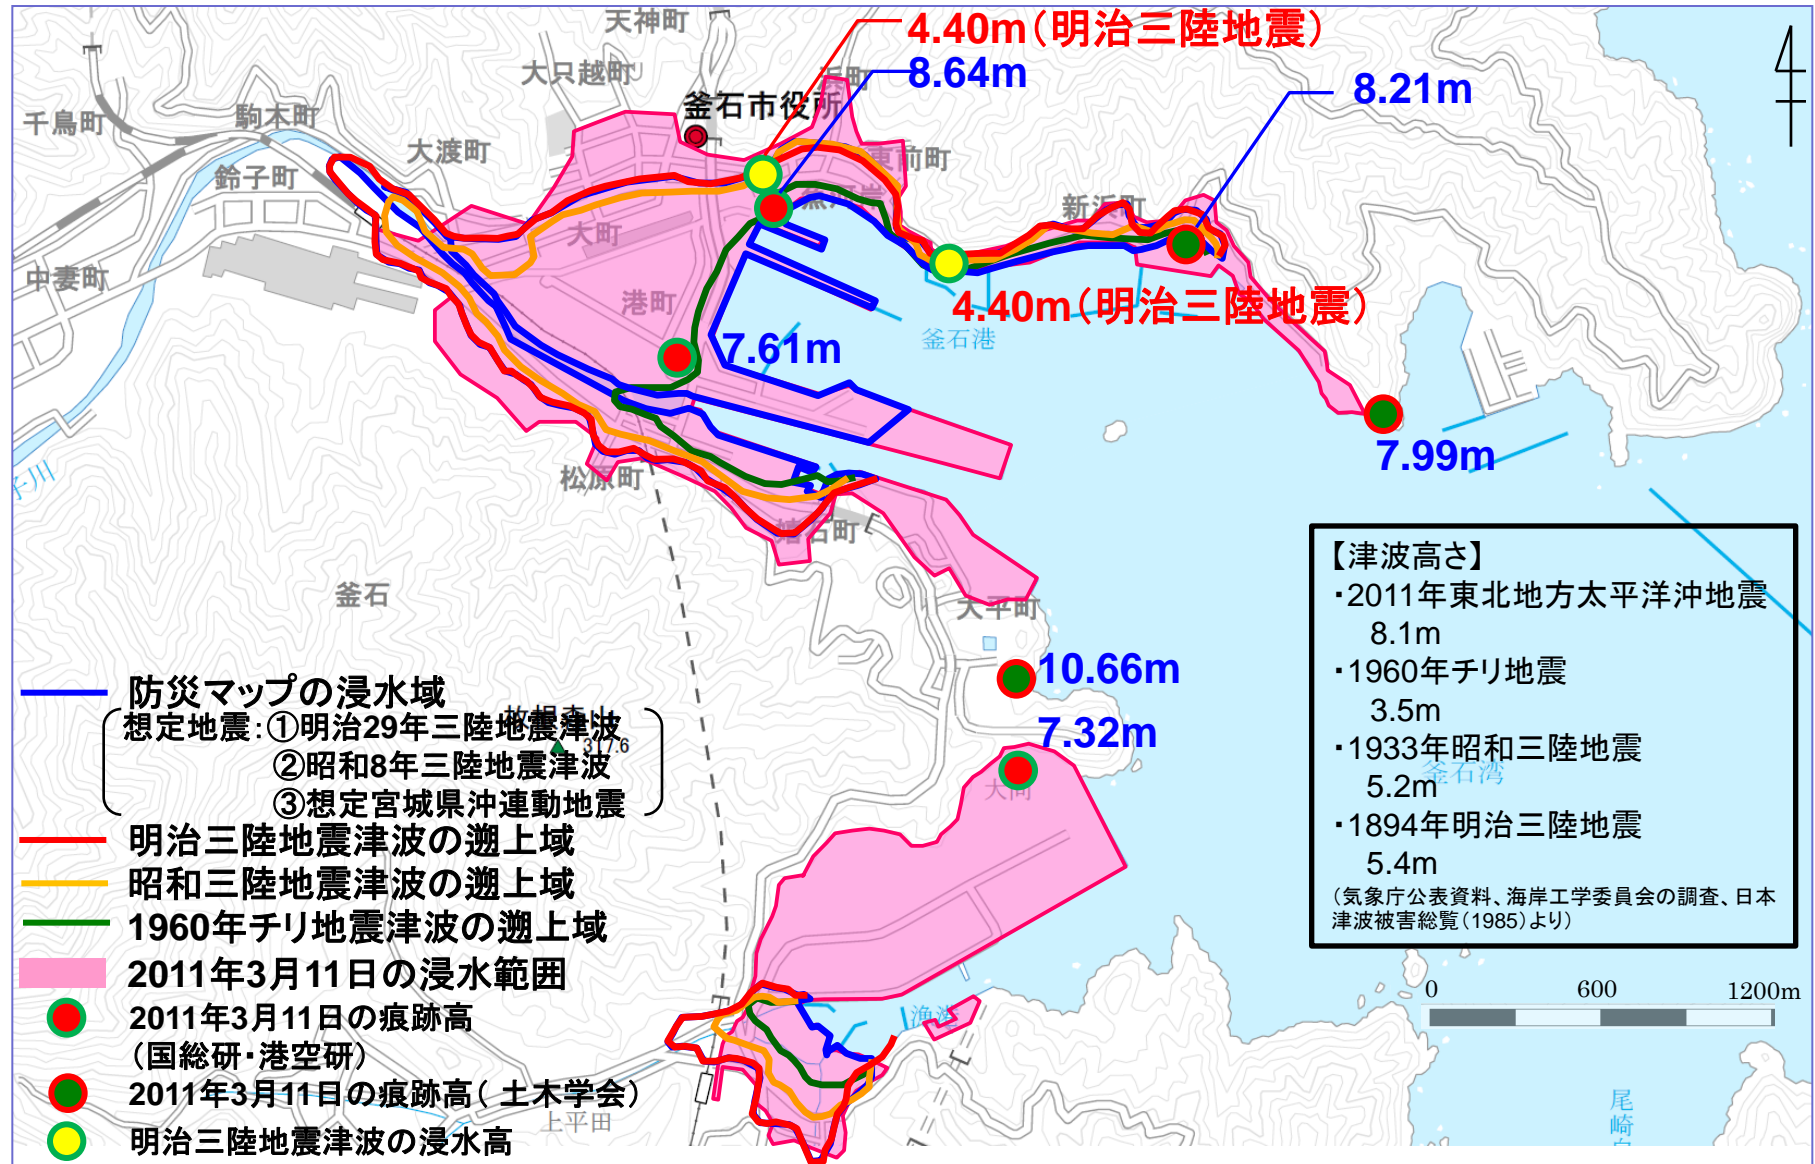 天神町
4.40m（明治三陸地震）
大只越町
浜町
8.64m
8.21m
釜石市役所
千鳥町
駒木町
大渡町
東前町
鈴子町
魚河岸
新浜町
大町
中妻町
港町
4.40m（明治三陸地震）
釜石港
7.61m
7.99m
松原町
子川
嬉石町
釜石
大平町
10.66m
7.32m
大向
317.6
釜石湾
漁港
上平田
尾崎
【津波高さ】
・2011年東北地方太平洋沖地震
8.1m
・1960年チリ地震
3.5m
・1933年昭和三陸地震
5.2m
・1894年明治三陸地震
5.4m
（気象庁公表資料、海岸工学委員会の調査、日本
津波被害総覧（1985）より）
0 600 1200m
防災マップの浸水域
想定地震：①明治29年三陸地震津波
②昭和8年三陸地震津波
③想定宮城県沖連動地震
明治三陸地震津波の遡上域
昭和三陸地震津波の遡上域
1960年チリ地震津波の遡上域
2011年3月11日の浸水範囲
2011年3月11日の痕跡高
（国総研・港空研）
2011年3月11日の痕跡高（ 土木学会）
明治三陸地震津波の浸水高